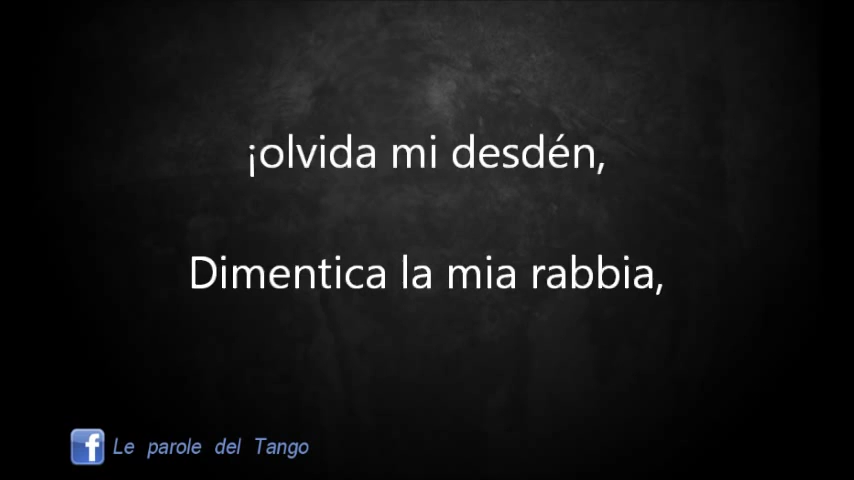 ¡olvida mi desdén,
Dimentica la mia rabbia,
f Le parole del Tango